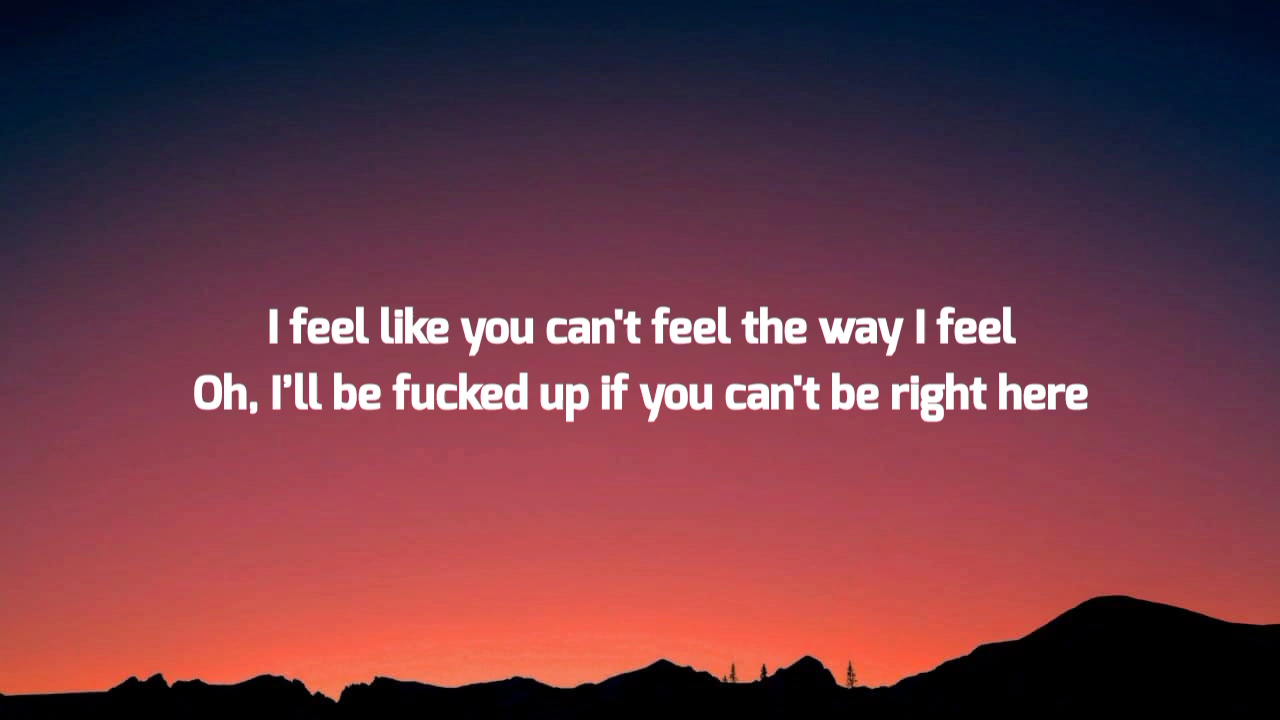 I feel like you can't feel the way I feel
Oh, I’ll be fucked up if you can't be right here